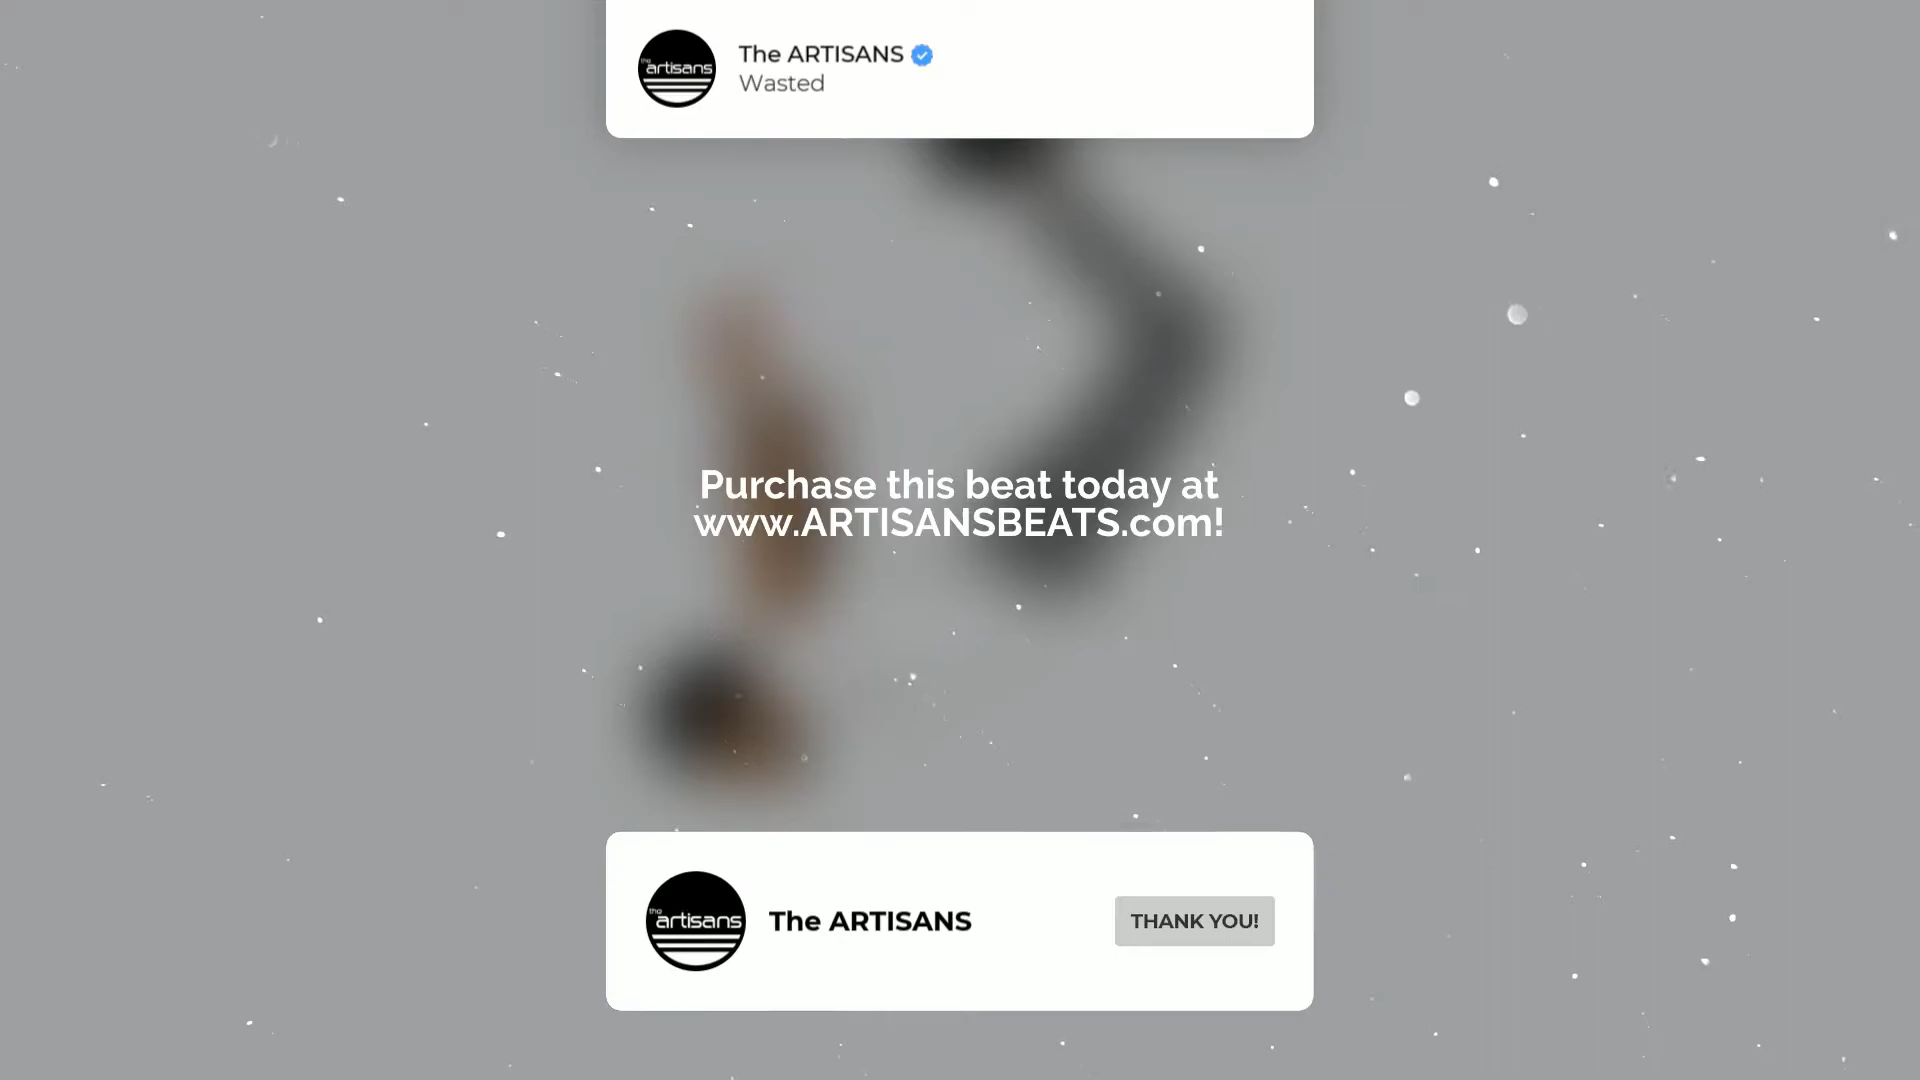 the
artisans
The ARTISANS
Wasted
Purchase this beat today at
www.ARTISANSBEATS.com!
the
artisans
The ARTISANS
THANK YOU!